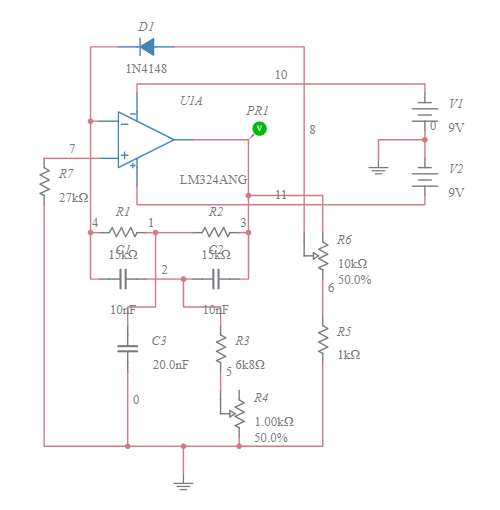 D1
1N4148
10
U1A
PR1
V
V1
0
9V
8
7
R7
27kΩ
LM324ANG
V2
9V
11
4
R1
1
R2
3
15kΩ
15kΩ
C1
C2
R6
10kΩ
50.0%
2
6
10nF
10nF
C3
20.0nF
R3
6k8Ω
5
R5
1kΩ
0
R4
1.00kΩ
50.0%